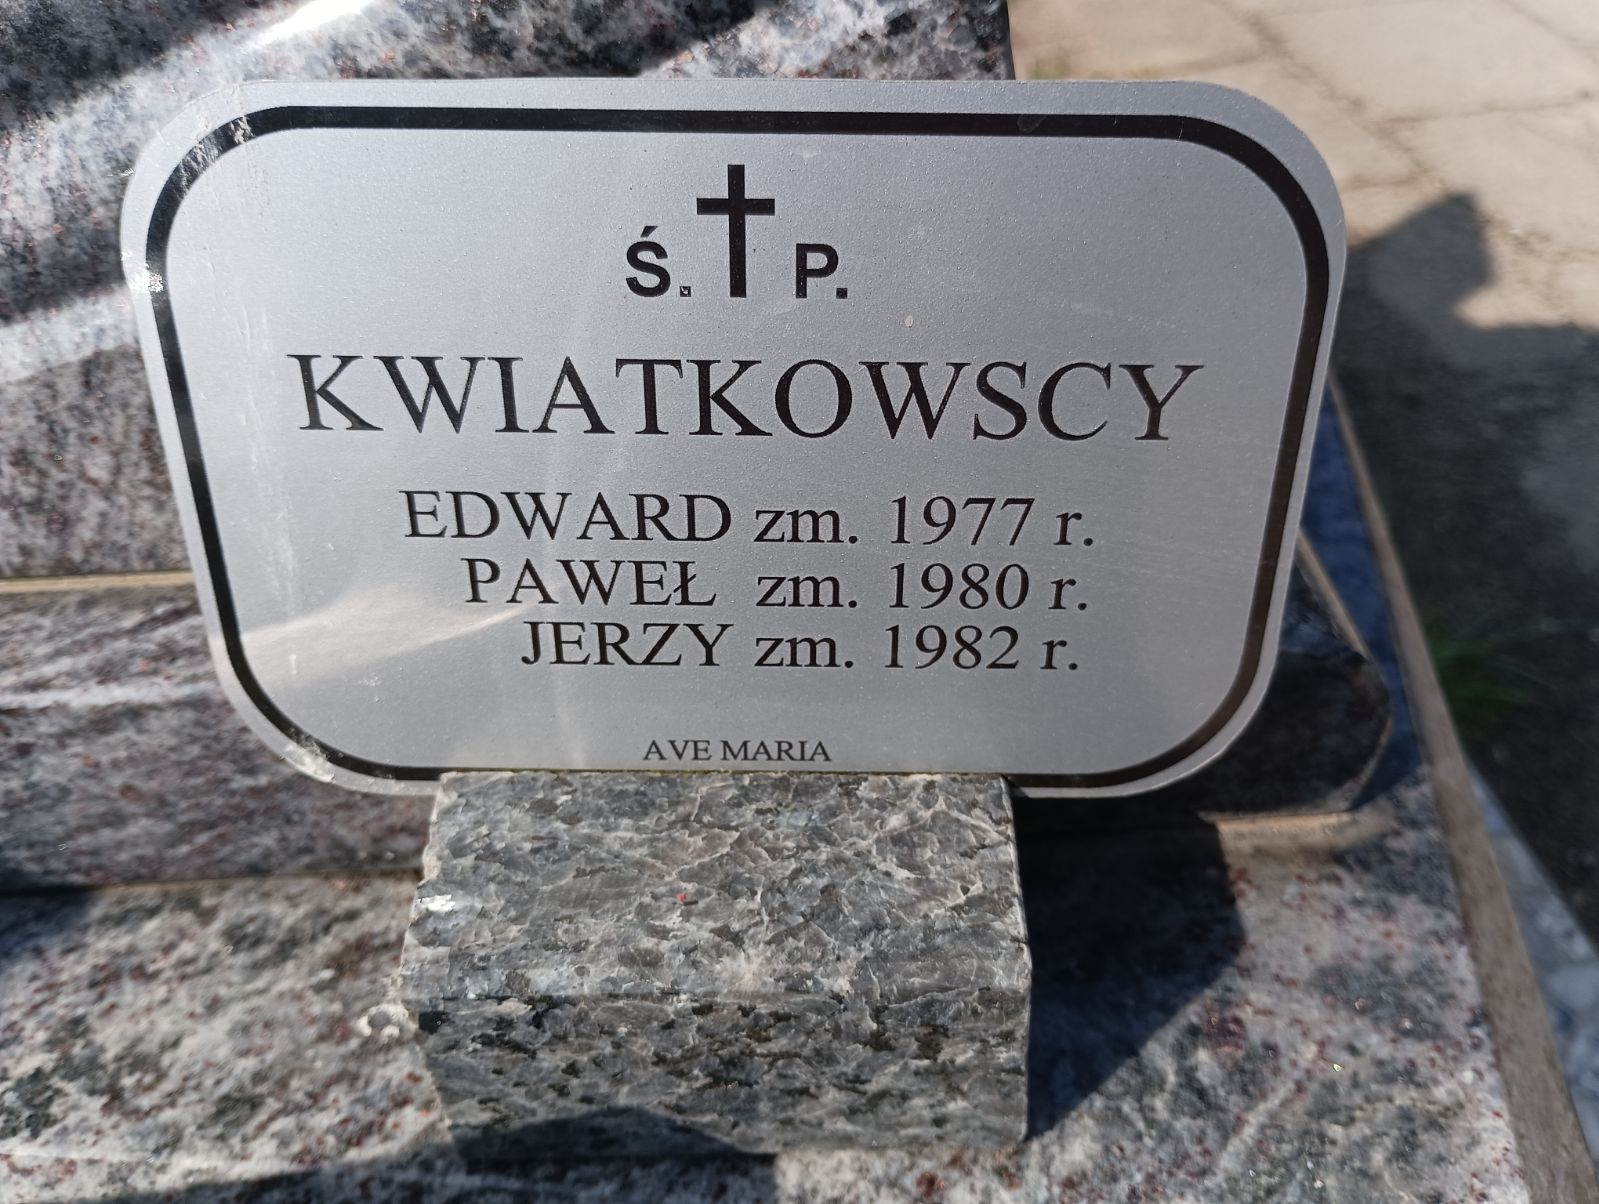 Ś. P.
KWIATKOWSCY
EDWARD zm. 1977 r.
PAWEŁ zm. 1980 r.
JERZY zm. 1982 r.
AVE MARIA